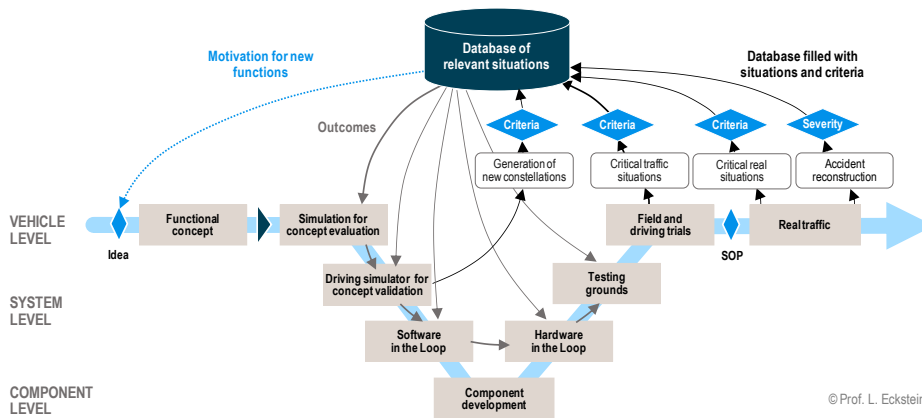 Database of
relevant situations
Motivation for new
functions
Database filled with
situations and criteria
Outcomes
Criteria
Criteria
Criteria
Severity
Generation of
new constellations
Critical traffic
situations
Critical real
situations
Accident
reconstruction
VEHICLE
LEVEL
Idea
Functional
concept
Simulation for
concept evaluation
Field and
driving trials
SOP
Real traffic
Driving simulator for
concept validation
Testing
grounds
SYSTEM
LEVEL
Software
in the Loop
Hardware
in the Loop
COMPONENT
LEVEL
Component
development
© Prof. L. Eckstein